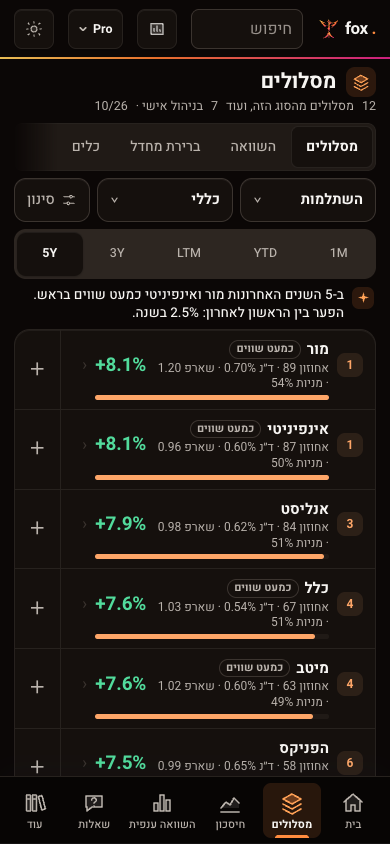 fox.
חיפוש
Pro
מסלולים
12 מסלולים מהסוג הזה, ועוד 7 בניהול אישי · 10/26
מסלולים
השוואה
ברירת מחדל
כלים
השתלמות
כללי
סינון
1M
YTD
LTM
3Y
5Y
ב-5 השנים האחרונות מור ואינפיניטי כמעט שווים בראש.
הפער בין הראשון לאחרון: 2.5% בשנה.
1
מור כמעט שווים
אחוזון 89 · ד״נ 0.70% · שארפ 1.20
· מניות 54%
+8.1%
1
אינפיניטי כמעט שווים
אחוזון 87 · ד״נ 0.60% · שארפ 0.96
· מניות 50%
+8.1%
3
אנליסט
אחוזון 84 · ד״נ 0.62% · שארפ 0.98
· מניות 51%
+7.9%
4
כלל כמעט שווים
אחוזון 67 · ד״נ 0.54% · שארפ 1.03
· מניות 51%
+7.6%
4
מיטב כמעט שווים
אחוזון 63 · ד״נ 0.60% · שארפ 1.02
· מניות 49%
+7.6%
6
הפניקס
אחוזון 58 · ד״נ 0.65% · שארפ 0.99
+7.5%
בית
מסלולים
חיסכון
השוואה ענפית
שאלות
עוד